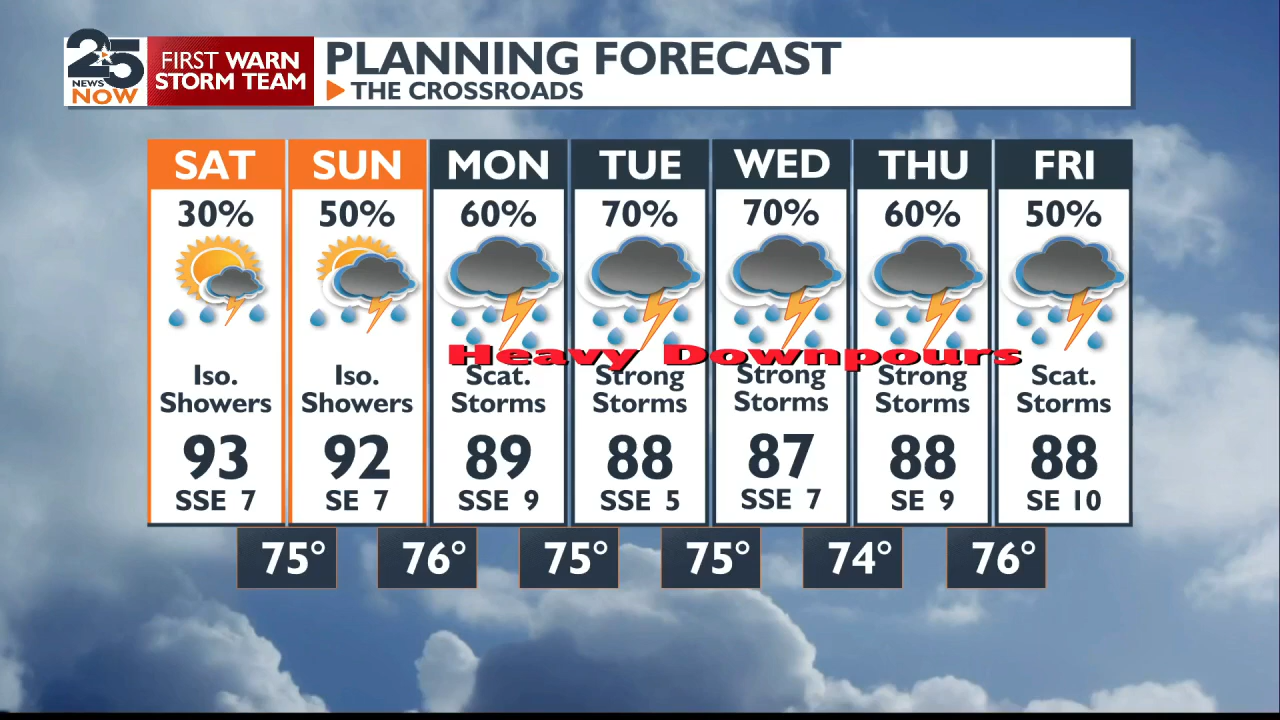 25
NEWS
NOW
FIRST WARN
STORM TEAM
PLANNING FORECAST
THE CROSSROADS
SAT SUN MON TUE WED THU FRI
30% 50% 60% 70% 70% 60% 50%
Heavy Downpours
Iso. Iso. Scat. Strong Strong Strong Scat.
Showers Showers Storms Storms Storms Storms Storms
93 92 89 88 87 88 88
SSE 7 SE 7 SSE 9 SSE 5 SSE 7 SE 9 SE 10
75° 76° 75° 75° 74° 76°